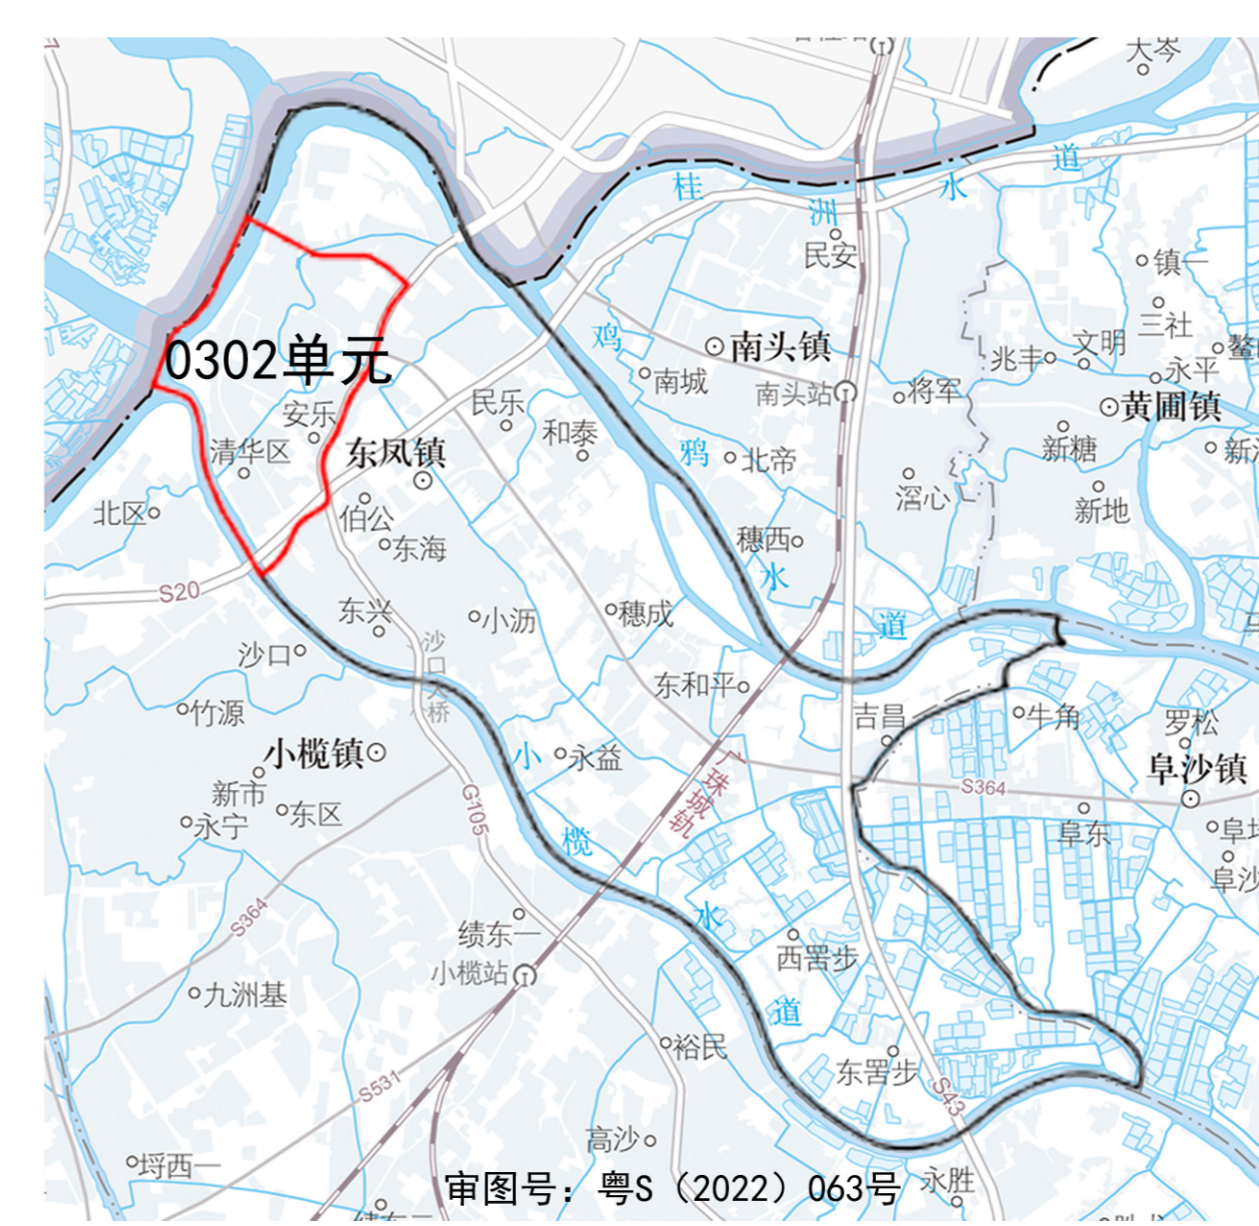 大岑
桂
洲
水
道
民安
镇一
三社
鸡
南头镇
兆丰
文明
永平
0302单元
南城
南头站
将军
黄圃镇
民乐
安乐
和泰
鸦
新糖
清华区
东凤镇
北帝
滘心
北区
伯公
新地
东海
穗西
S20
水
东兴
小沥
穗成
道
沙口
沙口大桥
东和平
竹源
吉昌
牛角
罗松
小榄镇
小
永益
广珠城轨
阜沙镇
新市
S364
永宁
东区
G105
榄
阜东
S364
水
阜沙
绩东一
西罟步
小榄站
九洲基
道
裕民
东罟步
S531
S43
高沙
埒西一
审图号：粤S（2022）063号
永胜